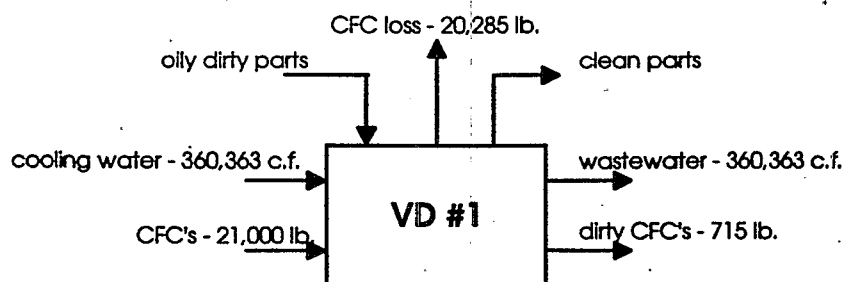 CFC loss - 20,285 lb.
oily dirty parts
clean parts
cooling water - 360,363 c.f.
wastewater - 360,363 c.f.
VD #1
CFC's - 21,000 lb.
dirty CFC's - 715 lb.